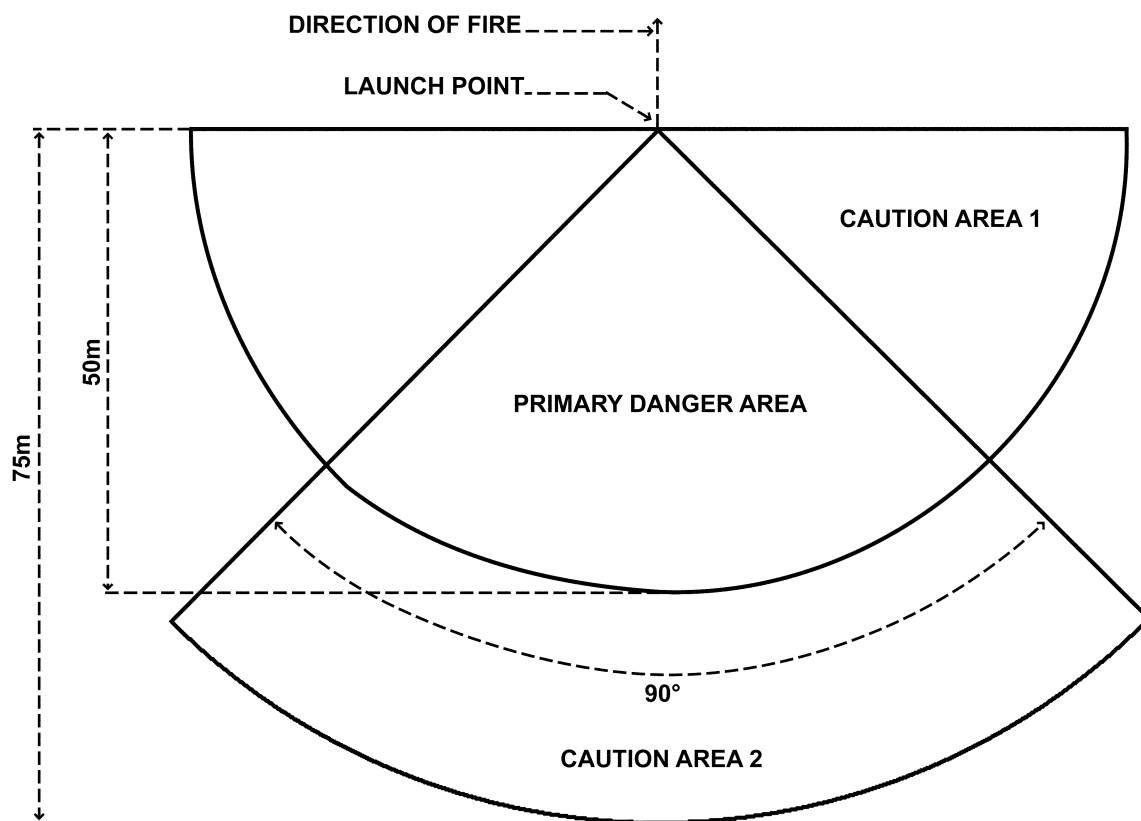 DIRECTION OF FIRE
LAUNCH POINT
CAUTION AREA 1
50m
PRIMARY DANGER AREA
75m
90°
CAUTION AREA 2